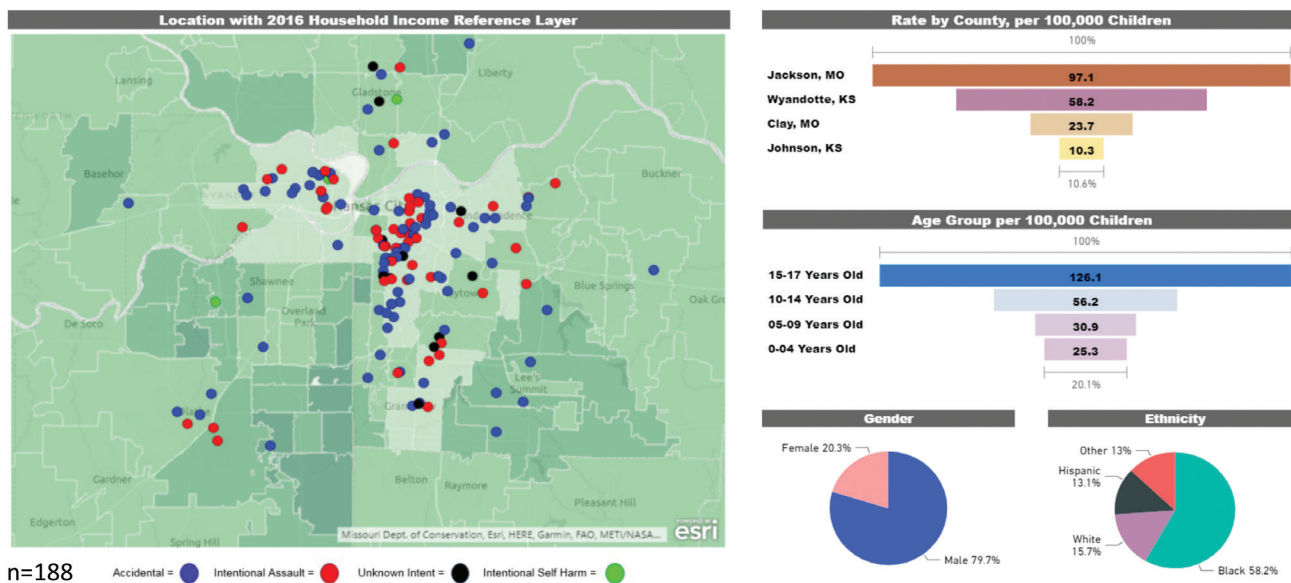 Location with 2016 Household Income Reference Layer
Lansing
Liberty
Gladstone
Basehor
Buckner
Kansas City
Independence
Shawnee
Blue Springs
Overland
Park
Raytown
Oak Gr
De Soto
Lee's
Summit
Olathe
Grandview
Gardner
Belton
Raymore
Pleasant Hill
Edgerton
Spring Hill
Missouri Dept. of Conservation, Esri, HERE, Garmin, FAO, METI/NASA...
POWERED BY
esri
n=188
Accidental =
Intentional Assault =
Unknown Intent =
Intentional Self Harm =
Rate by County, per 100,000 Children
100%
Jackson, MO 97.1
Wyandotte, KS 58.2
Clay, MO 23.7
Johnson, KS 10.3
10.6%
Age Group per 100,000 Children
100%
15-17 Years Old 126.1
10-14 Years Old 56.2
05-09 Years Old 30.9
0-04 Years Old 25.3
20.1%
Gender
Female 20.3%
Male 79.7%
Ethnicity
Other 13%
Hispanic
13.1%
White
15.7%
Black 58.2%